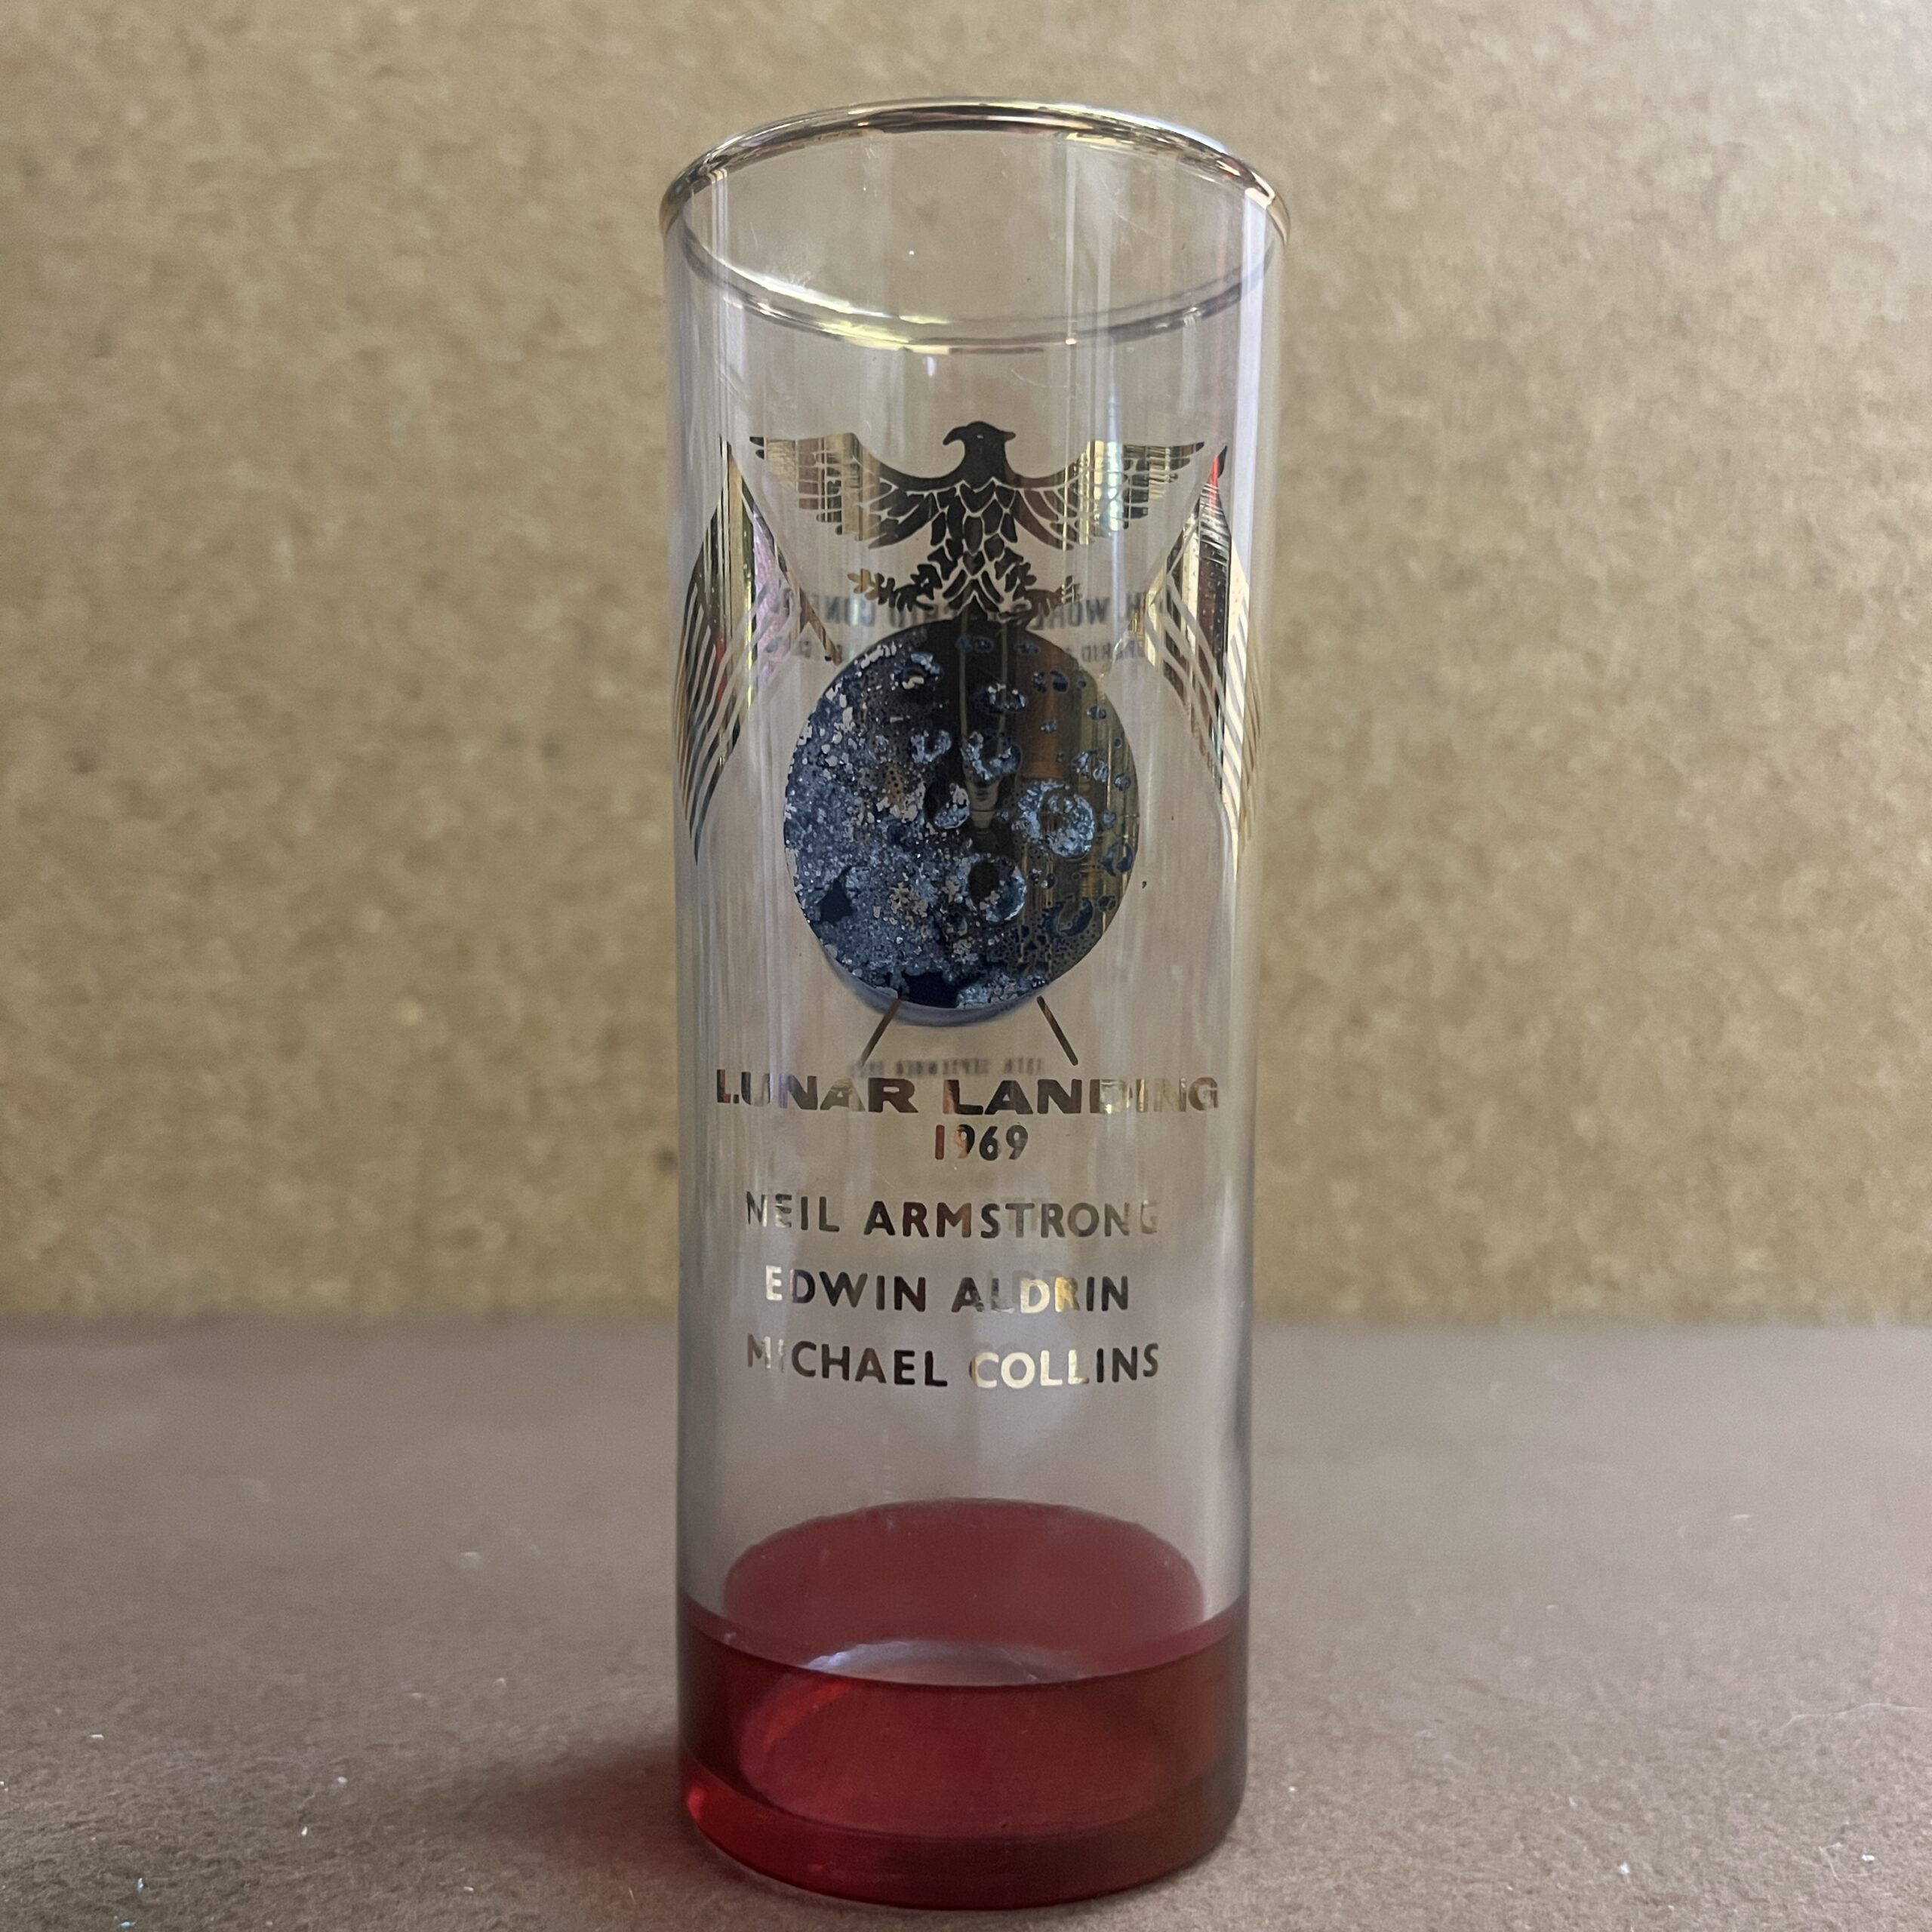 LUNAR LANDING
1969
NEIL ARMSTRONG
EDWIN ALDRIN
MICHAEL COLLINS